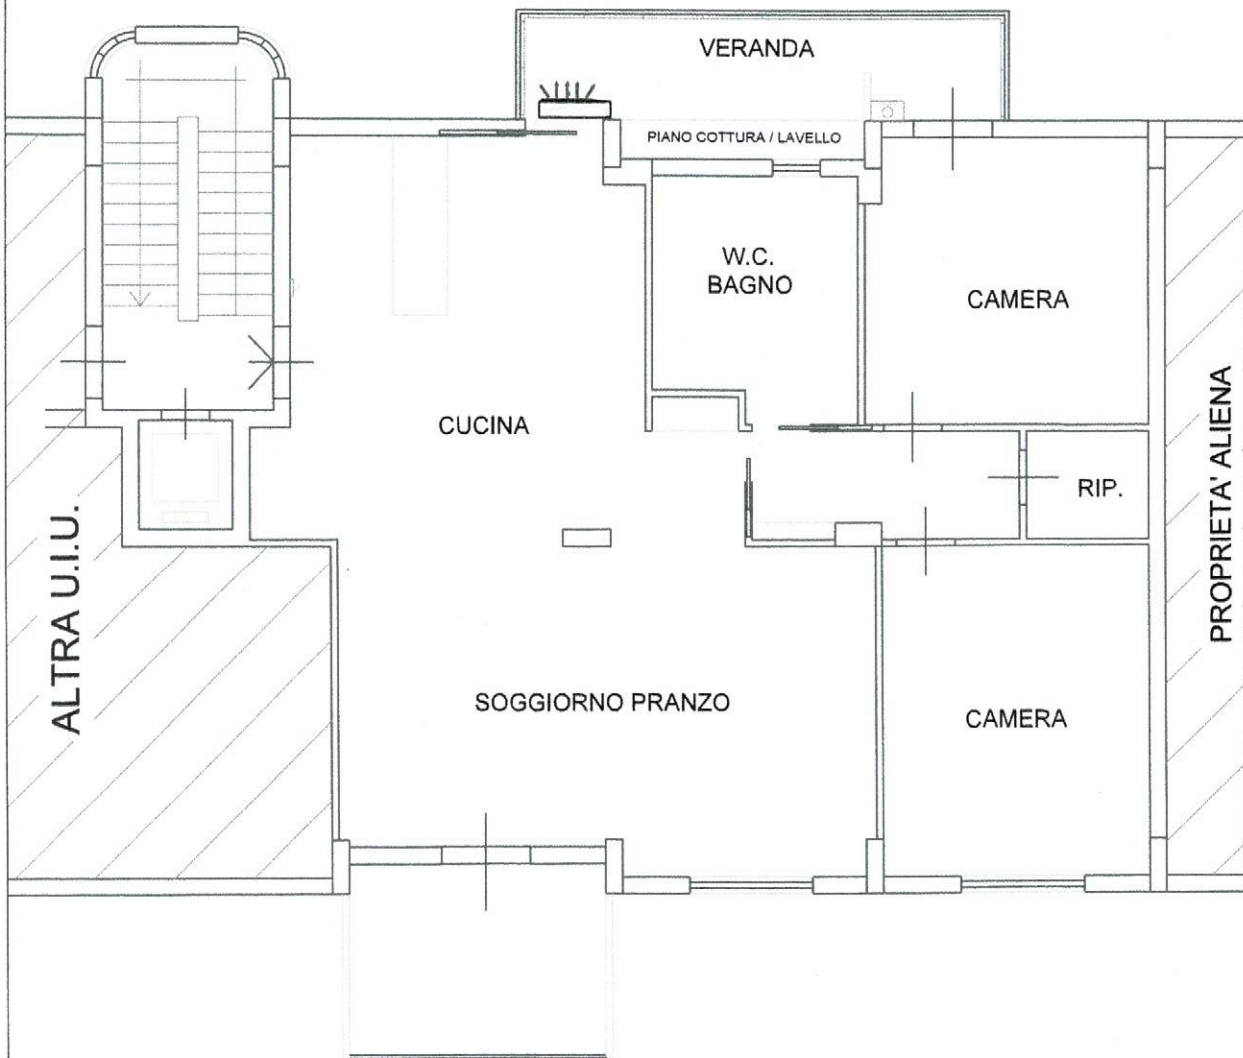 VERANDA
PIANO COTTURA / LAVELLO
W.C.
BAGNO
CAMERA
CUCINA
RIP.
ALTRA U.I.U.
PROPRIETA' ALIENA
SOGGIORNO PRANZO
CAMERA